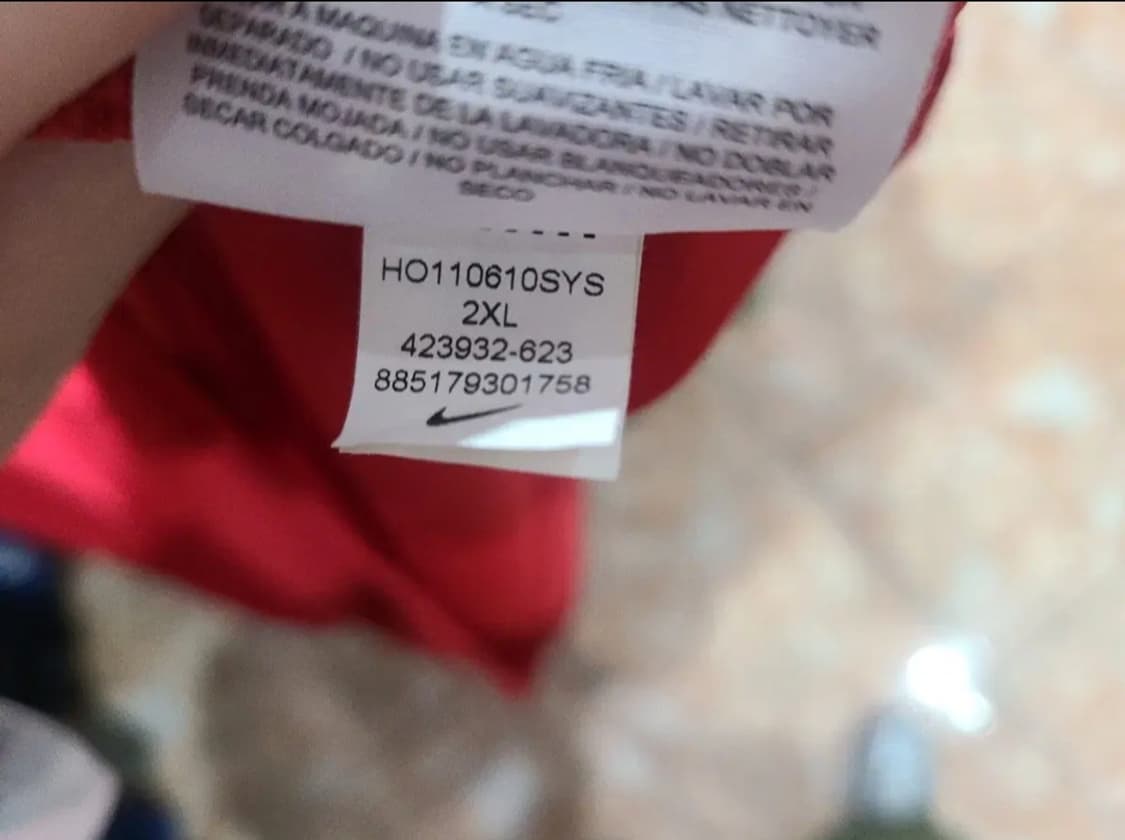 NETTOYER
A MAQUINA EN AGUA FRIA / LAVAR POR
SEPARADO / NO USAR SUAVIZANTES / RETIRAR
INMEDIATAMENTE DE LA LAVADORA / NO DOBLAR
PRENDA MOJADA / NO USAR BLANQUEADORES /
SECAR COLGADO / NO PLANCHAR / NO LAVAR EN
SECO
HO110610SYS
2XL
423932-623
885179301758